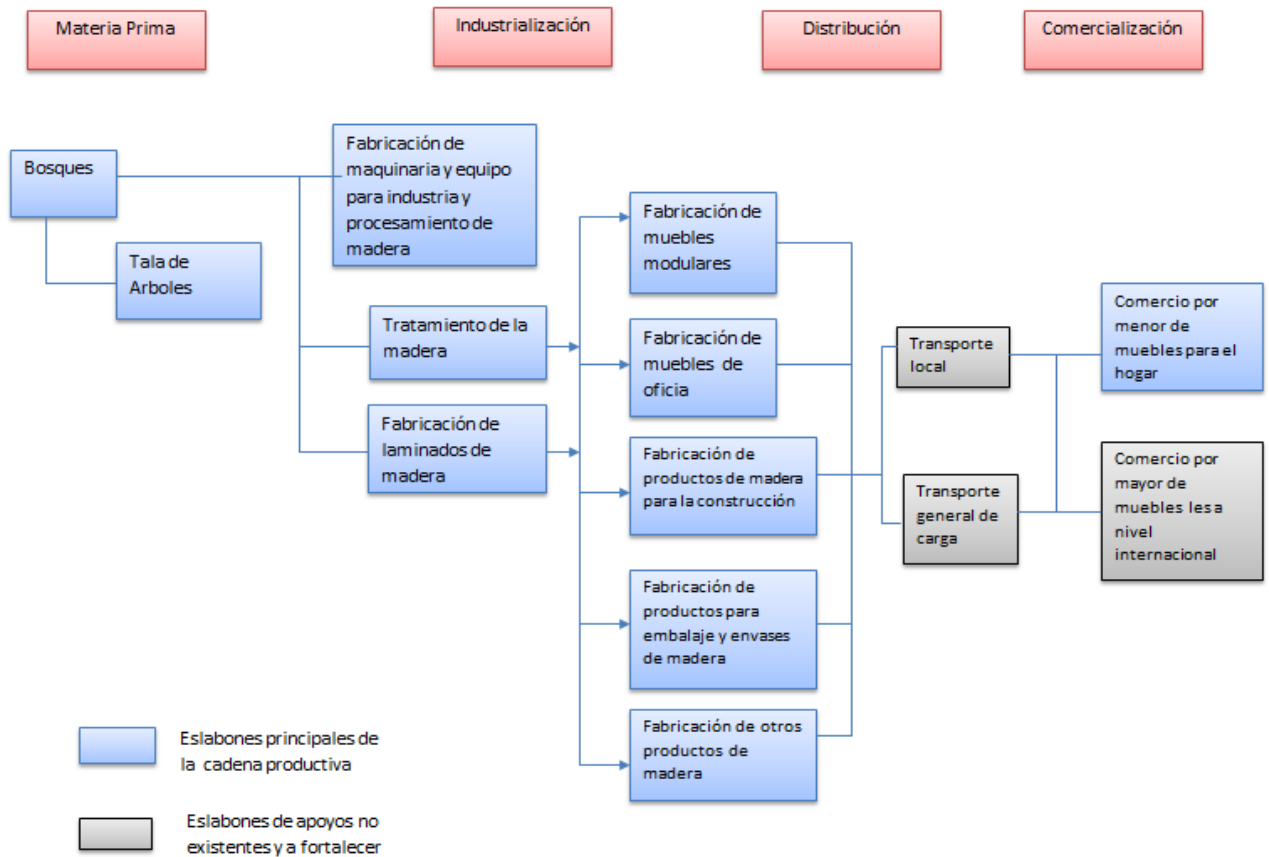 Materia Prima
Industrialización
Distribución
Comercialización
Bosques
Tala de
Arboles
Fabricación de
maquinaria y equipo
para industria y
procesamiento de
madera
Tratamiento de la
madera
Fabricación de
laminados de
madera
Fabricación de
muebles
modulares
Fabricación de
muebles de
oficia
Fabricación de
productos de madera
para la construcción
Fabricación de
productos para
embalaje y envases
de madera
Fabricación de otros
productos de
madera
Transporte
local
Transporte
general de
carga
Comercio por
menor de
muebles para el
hogar
Comercio por
mayor de
muebles les a
nivel
internacional
Eslabones principales de
la cadena productiva
Eslabones de apoyos no
existentes y a fortalecer